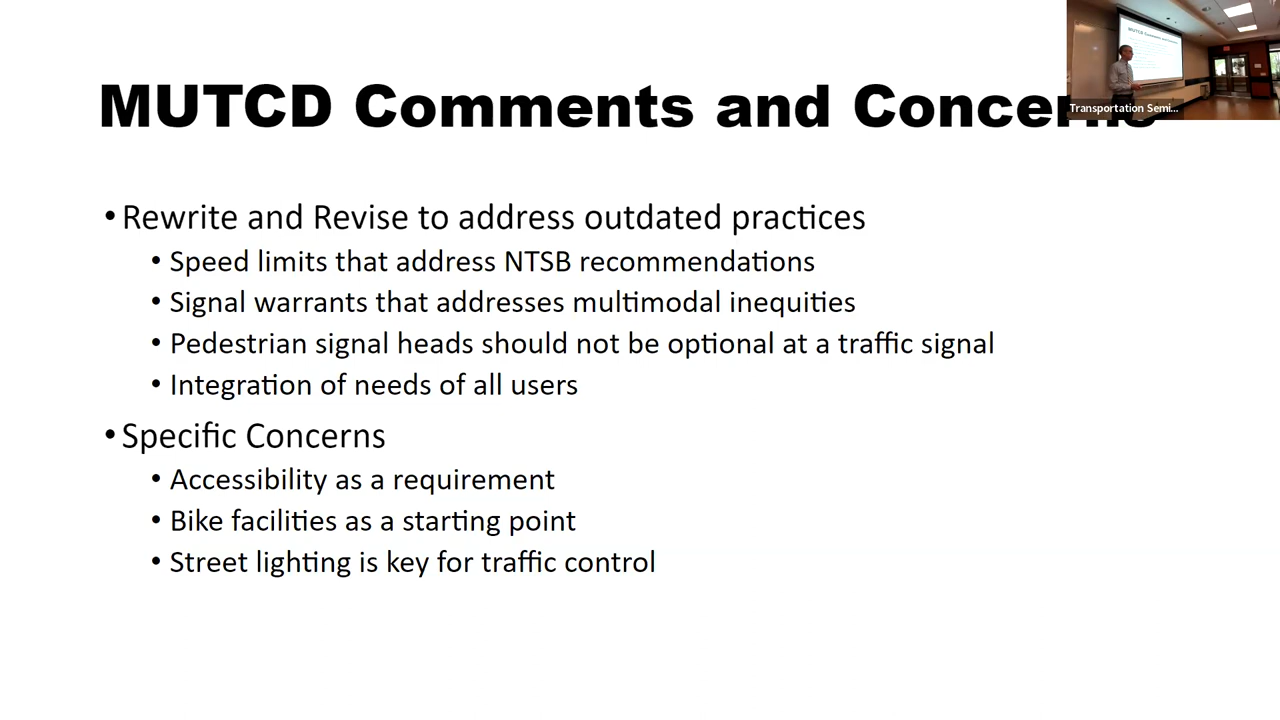 MUTCD Comments and Concerns
Transportation Semi...
• Rewrite and Revise to address outdated practices
• Speed limits that address NTSB recommendations
• Signal warrants that addresses multimodal inequities
• Pedestrian signal heads should not be optional at a traffic signal
• Integration of needs of all users
• Specific Concerns
• Accessibility as a requirement
• Bike facilities as a starting point
• Street lighting is key for traffic control